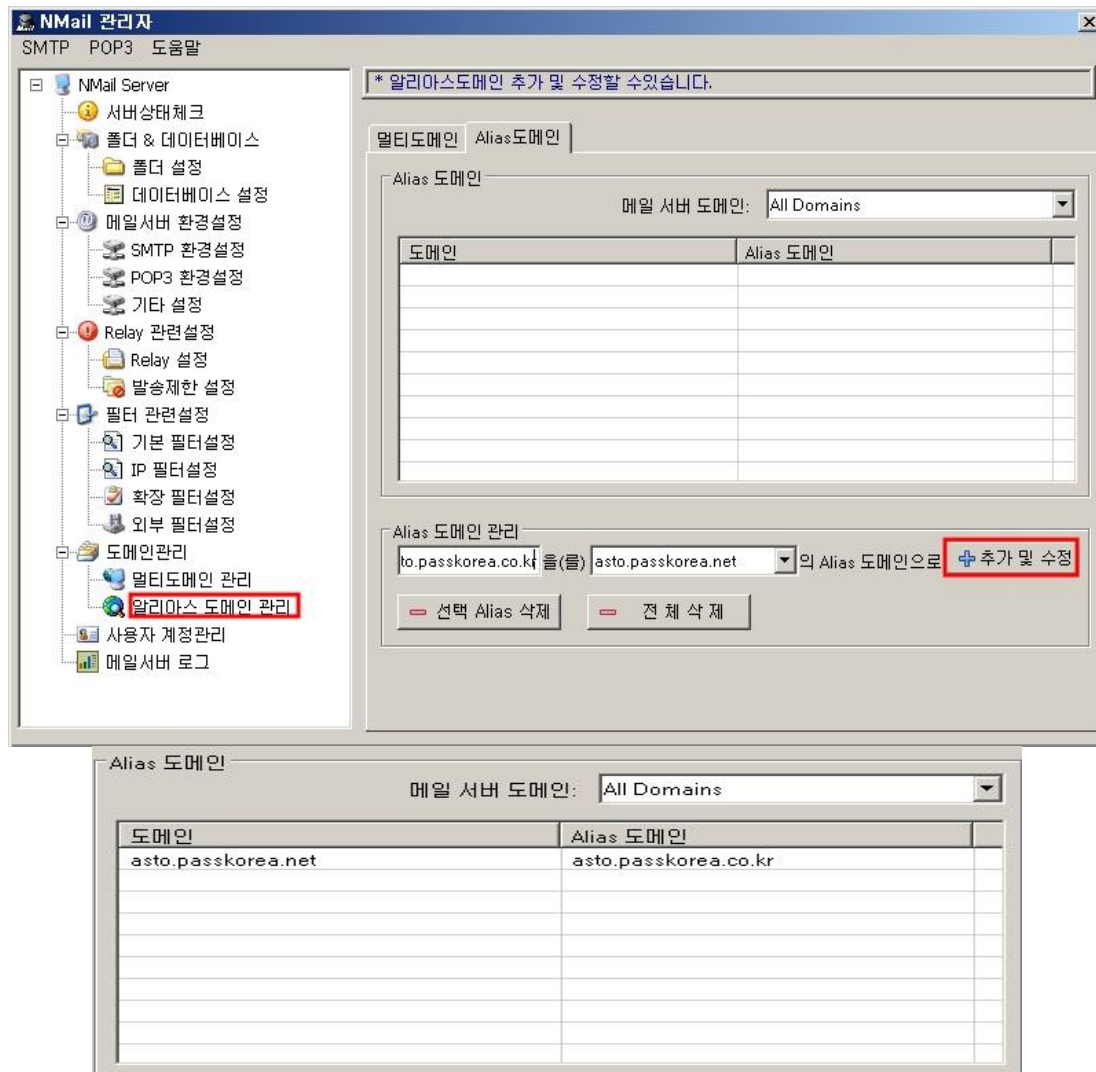 NMail 관리자
SMTP POP3 도움말
NMail Server
서버상태체크
폴더 & 데이터베이스
폴더 설정
데이터베이스 설정
메일서버 환경설정
SMTP 환경설정
POP3 환경설정
기타 설정
Relay 관련설정
Relay 설정
발송제한 설정
필터 관련설정
기본 필터설정
IP 필터설정
확장 필터설정
외부 필터설정
도메인관리
멀티도메인 관리
알리아스 도메인 관리
사용자 계정관리
메일서버 로그
* 알리아스도메인 추가 및 수정할 수있습니다.
멀티도메인 Alias도메인
Alias 도메인
메일 서버 도메인: All Domains
도메인 Alias 도메인
Alias 도메인 관리
to.passkorea.co.kr 을(를) asto.passkorea.net 의 Alias 도메인으로 추가 및 수정
선택 Alias 삭제 전 체 삭 제
Alias 도메인
메일 서버 도메인: All Domains
도메인 Alias 도메인
asto.passkorea.net asto.passkorea.co.kr